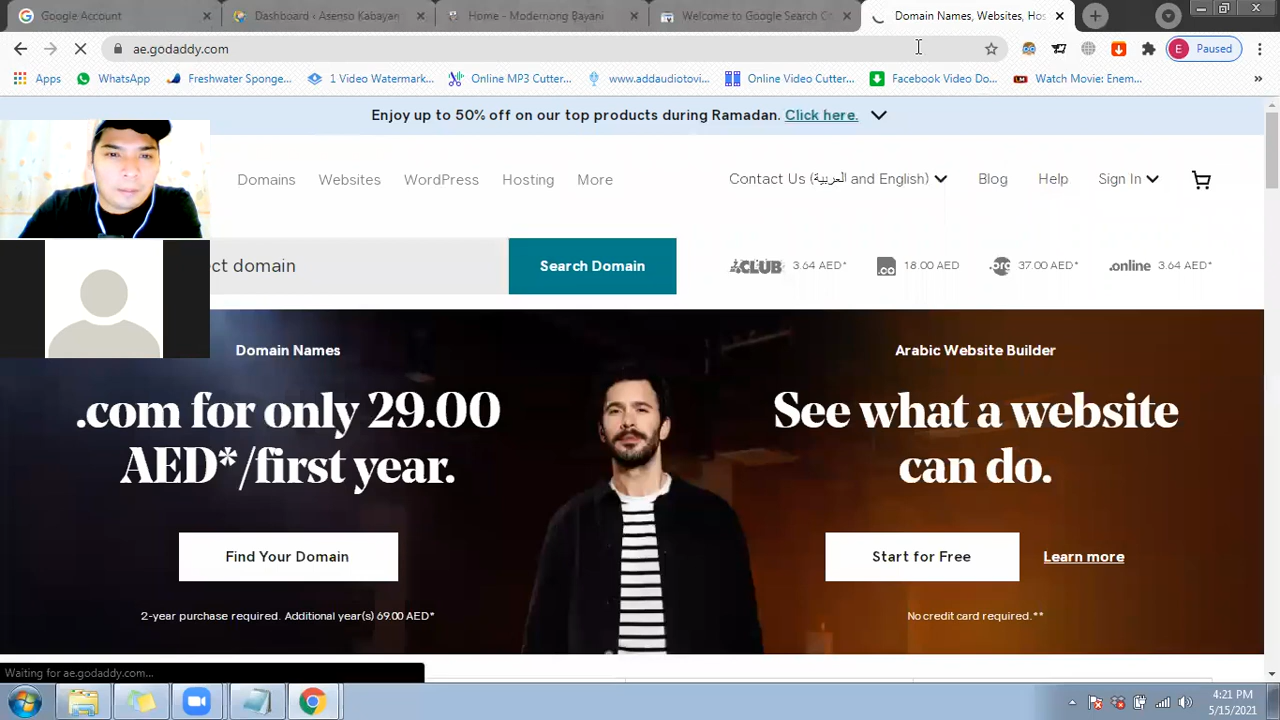 Google Account
Dashboard ‹ Asenso Kabayan
Home – Modernong Bayani
Welcome to Google Search Co
Domain Names, Websites, Hos
ae.godaddy.com
E Paused
Apps
WhatsApp
Freshwater Sponge...
1 Video Watermark...
Online MP3 Cutter...
www.addaudiotovi...
Online Video Cutter...
Facebook Video Do...
Watch Movie: Enem...
Enjoy up to 50% off on our top products during Ramadan. Click here.
Domains
Websites
WordPress
Hosting
More
Contact Us (العربية and English)
Blog
Help
Sign In
ect domain
Search Domain
.CLUB 3.64 AED*
.co 18.00 AED
.org 37.00 AED*
.online 3.64 AED*
Domain Names
.com for only 29.00
AED*/first year.
Find Your Domain
2-year purchase required. Additional year(s) 69.00 AED*
Arabic Website Builder
See what a website
can do.
Start for Free
Learn more
No credit card required.**
Waiting for ae.godaddy.com...
4:21 PM
5/15/2021